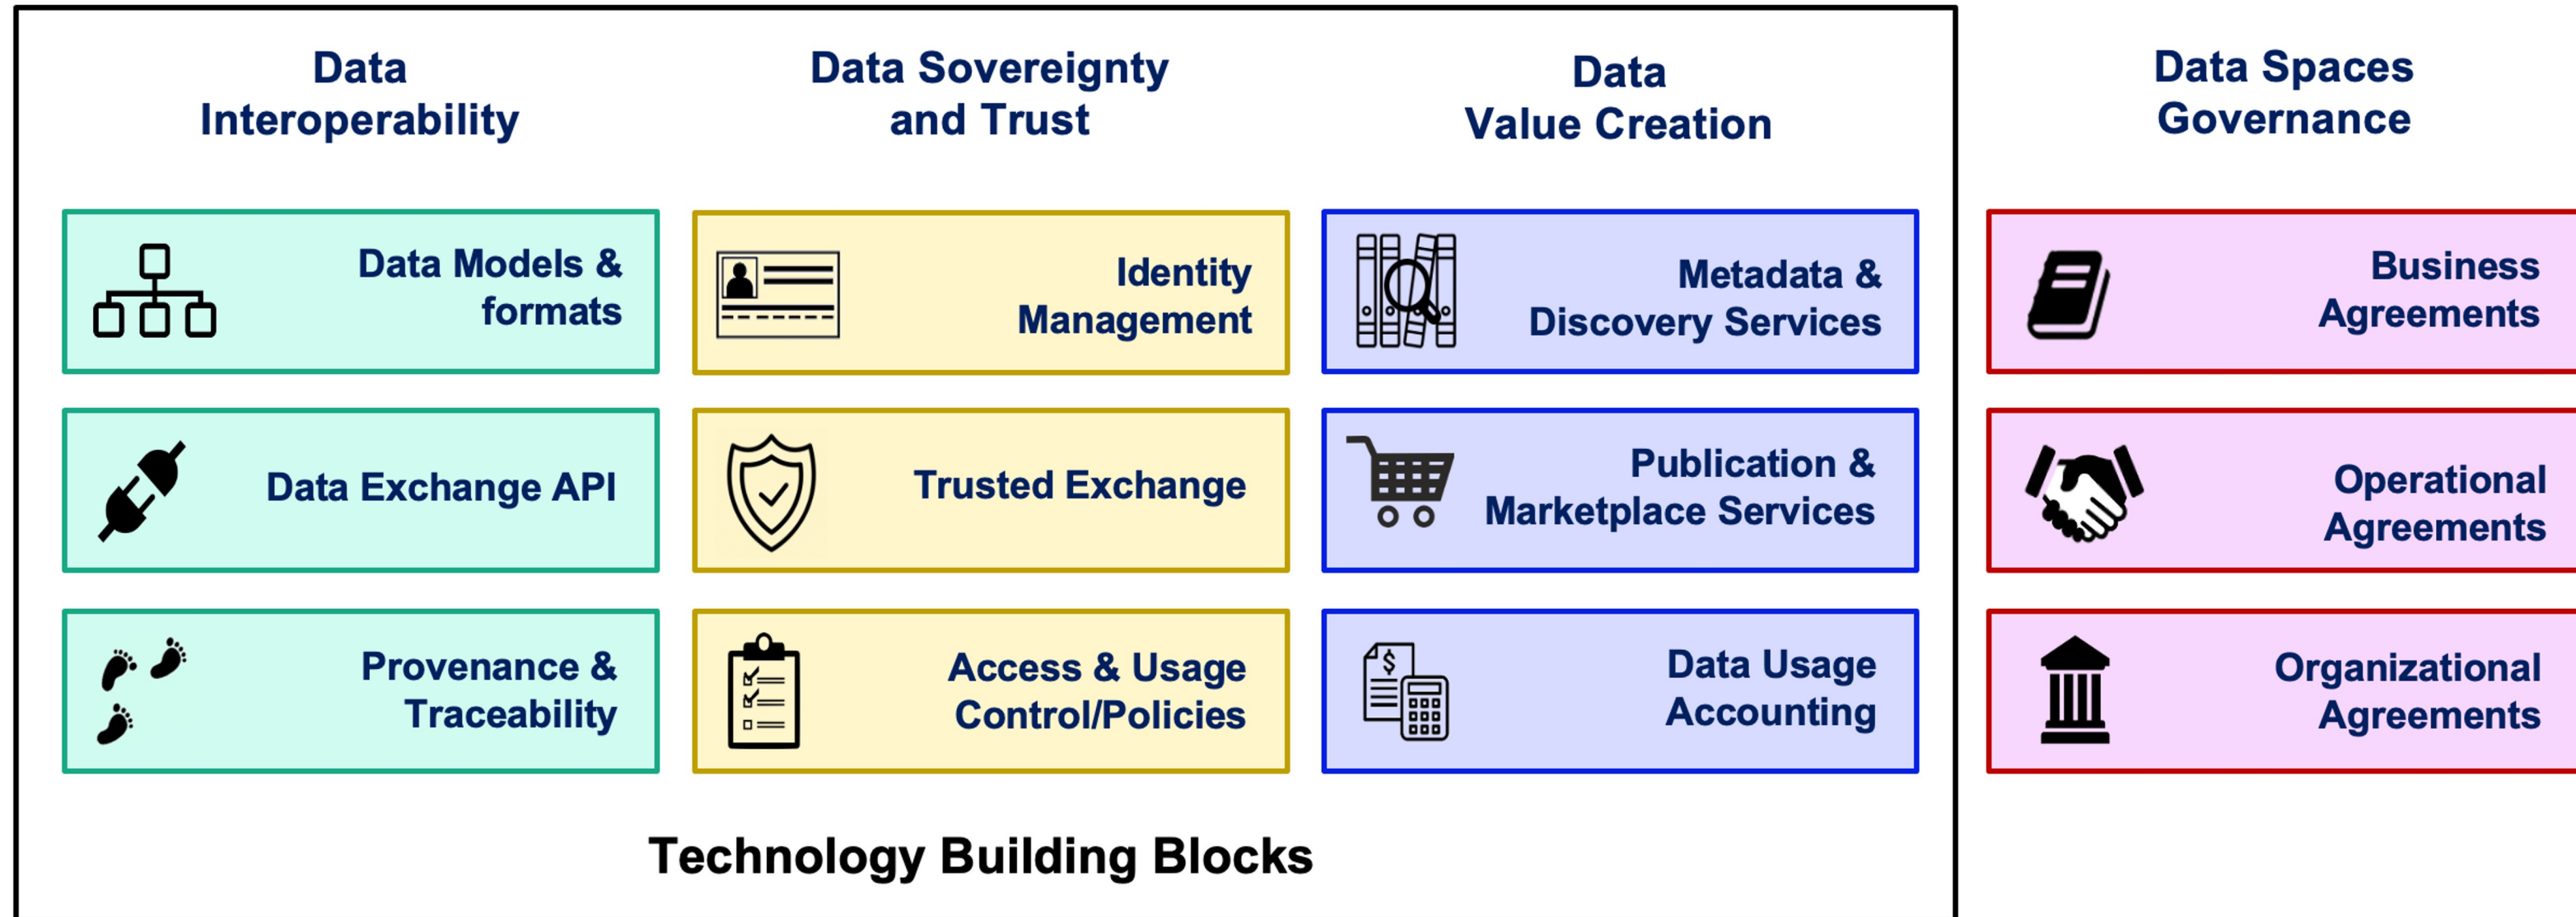 Data
Interoperability
Data Sovereignty
and Trust
Data
Value Creation
Data Spaces
Governance
Data Models &
formats
Identity
Management
Metadata &
Discovery Services
Business
Agreements
Data Exchange API
Trusted Exchange
Publication &
Marketplace Services
Operational
Agreements
Provenance &
Traceability
Access & Usage
Control/Policies
$
Data Usage
Accounting
Organizational
Agreements
Technology Building Blocks